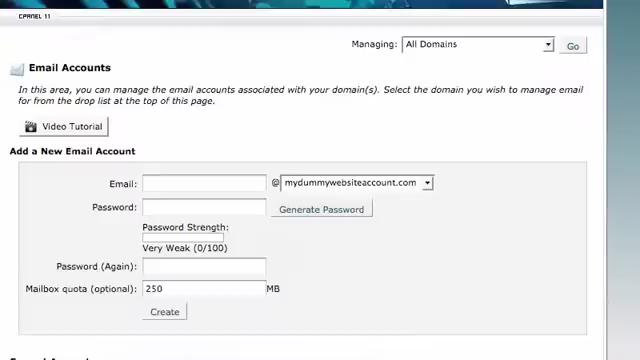 CPANEL 11
Managing: All Domains Go
Email Accounts
In this area, you can manage the email accounts associated with your domain(s). Select the domain you wish to manage email
for from the drop list at the top of this page.
Video Tutorial
Add a New Email Account
Email: @ mydummywebsiteaccount.com
Password: Generate Password
Password Strength:
Very Weak (0/100)
Password (Again):
Mailbox quota (optional): 250 MB
Create